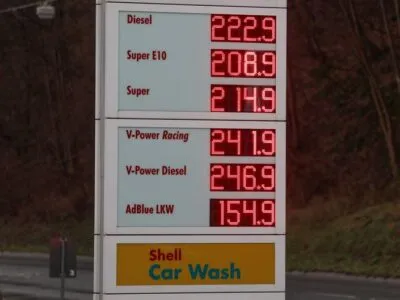 Diesel 222.9
Super E10 208.9
Super 214.9
V-Power Racing 241.9
V-Power Diesel 246.9
AdBlue LKW 154.9
Shell
Car Wash